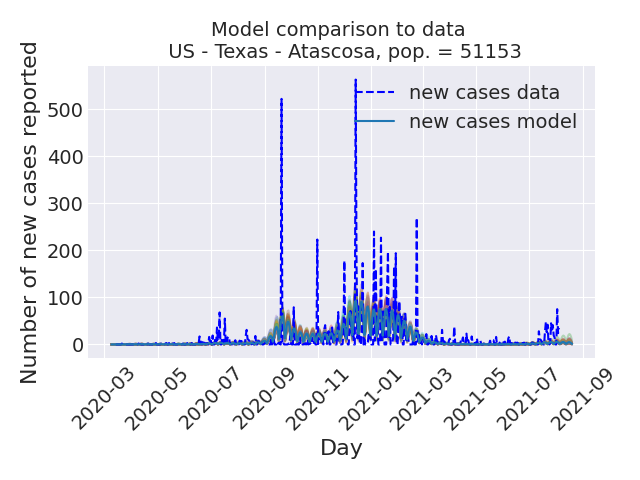 Model comparison to data
US - Texas - Atascosa, pop. = 51153
Number of new cases reported
500
400
300
200
100
0
new cases data
new cases model
2020-03
2020-05
2020-07
2020-09
2020-11
2021-01
2021-03
2021-05
2021-07
2021-09
Day